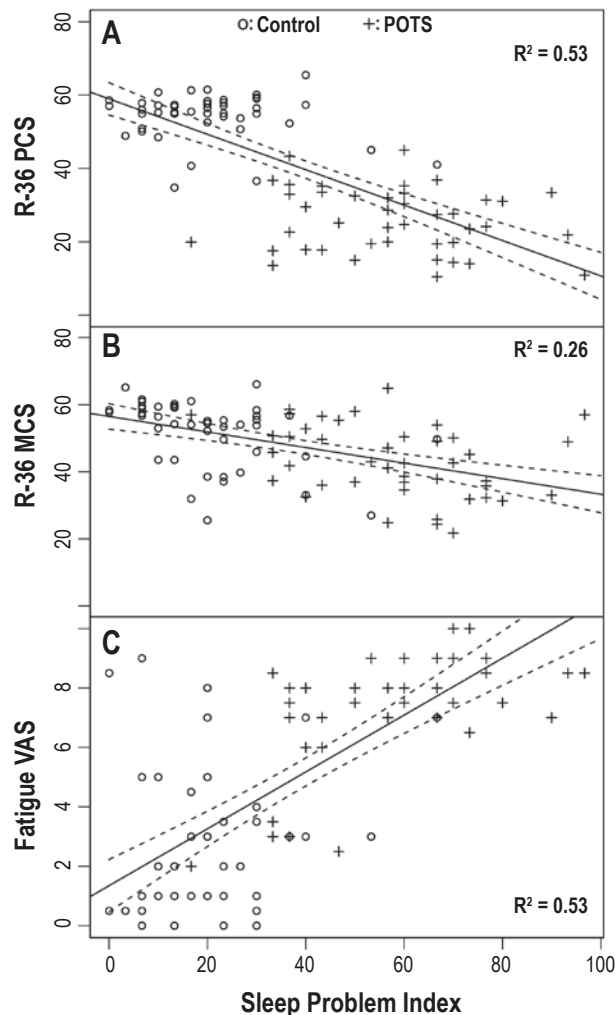 A
○: Control +: POTS
R² = 0.53
R-36 PCS
80
60
40
20
B
R² = 0.26
R-36 MCS
80
60
40
20
C
R² = 0.53
Fatigue VAS
8
6
4
2
0
0 20 40 60 80 100
Sleep Problem Index